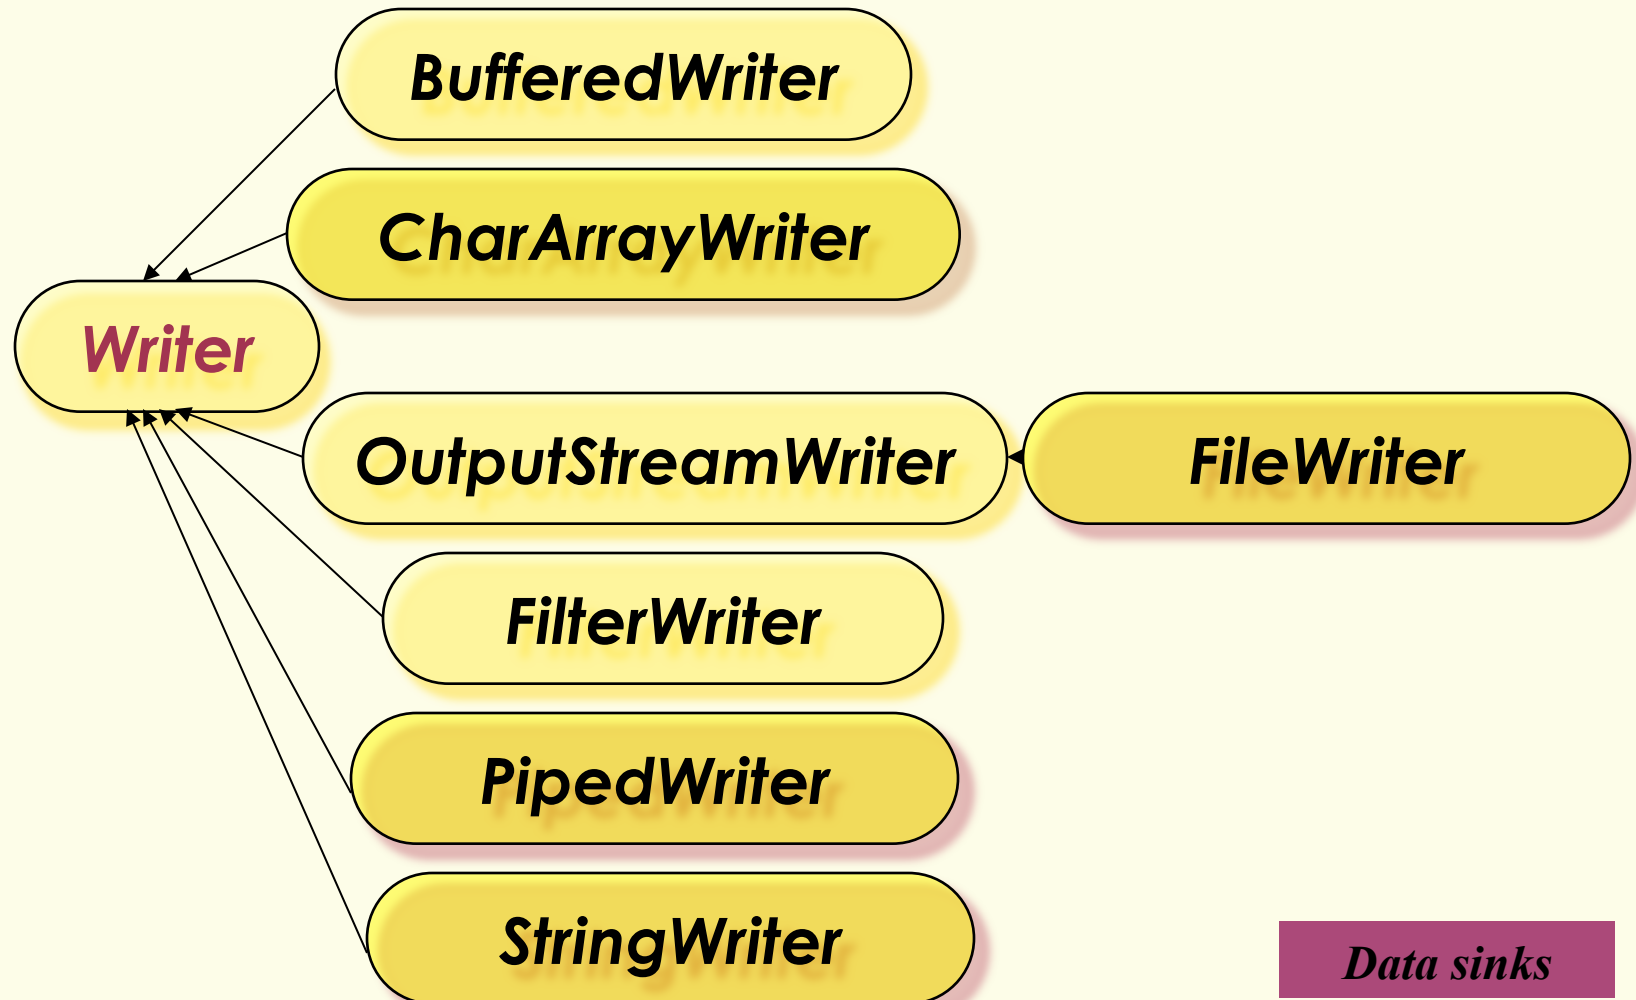 BufferedWriter
CharArrayWriter
Writer
OutputStreamWriter
FileWriter
FilterWriter
PipedWriter
StringWriter
Data sinks